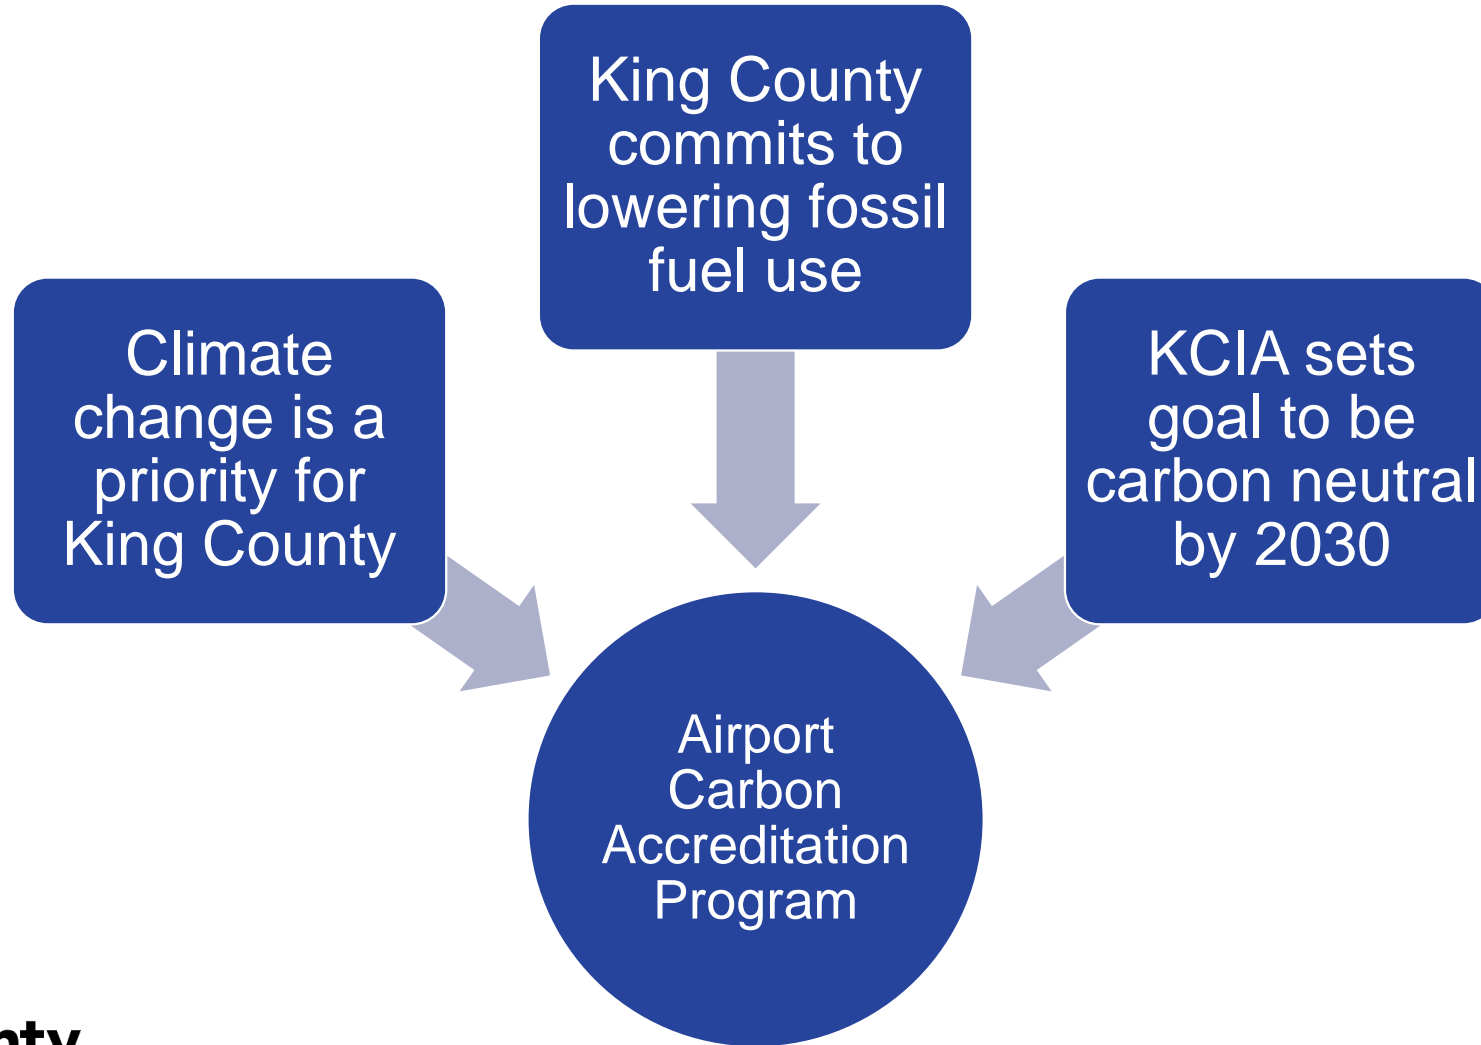 King County
commits to
lowering fossil
fuel use
Climate
change is a
priority for
King County
KCIA sets
goal to be
carbon neutral
by 2030
Airport
Carbon
Accreditation
Program